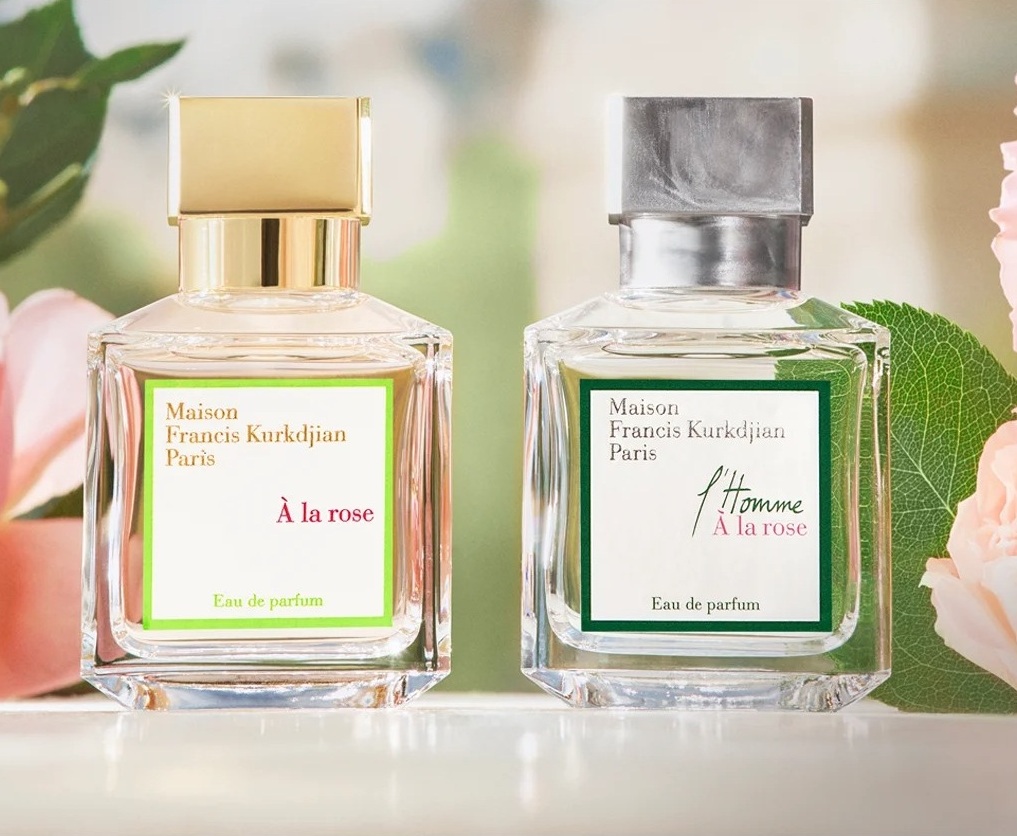 Maison
Francis Kurkdjian
Paris
À la rose
Eau de parfum
Maison
Francis Kurkdjian
Paris
l'Homme
À la rose
Eau de parfum